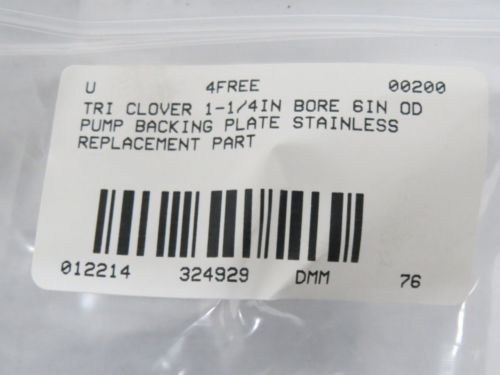 U 4FREE 00200
TRI CLOVER 1-1/4IN BORE 6IN OD
PUMP BACKING PLATE STAINLESS
REPLACEMENT PART
012214 324929 DMM 76